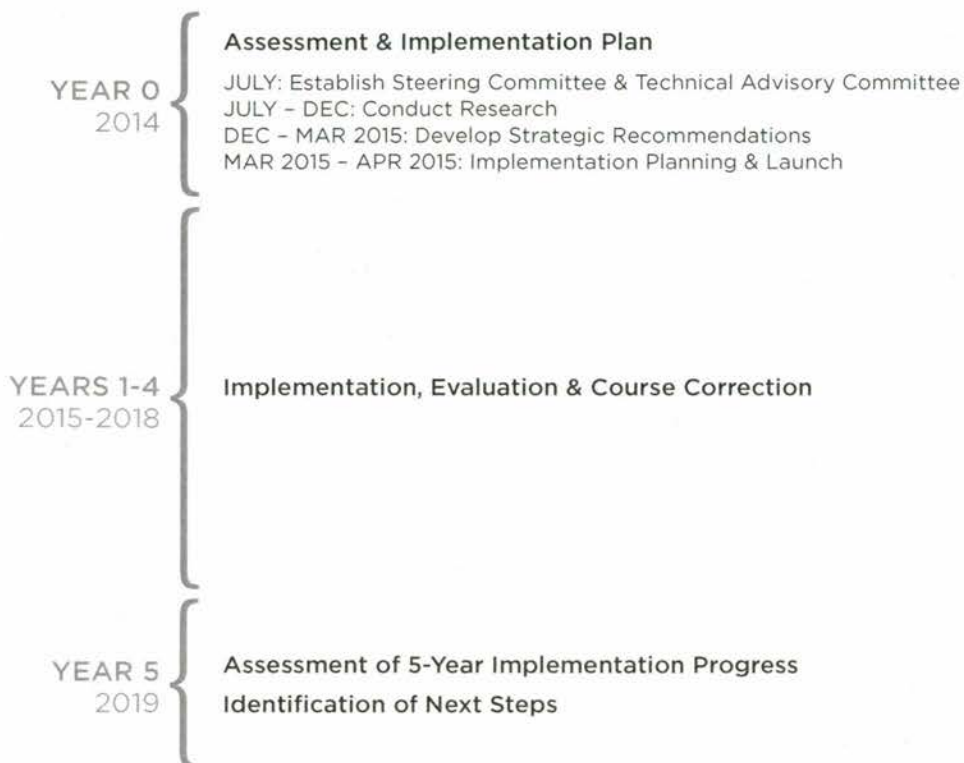 YEAR 0
2014
Assessment & Implementation Plan
JULY: Establish Steering Committee & Technical Advisory Committee
JULY – DEC: Conduct Research
DEC – MAR 2015: Develop Strategic Recommendations
MAR 2015 – APR 2015: Implementation Planning & Launch
YEARS 1-4
2015-2018
Implementation, Evaluation & Course Correction
YEAR 5
2019
Assessment of 5-Year Implementation Progress
Identification of Next Steps